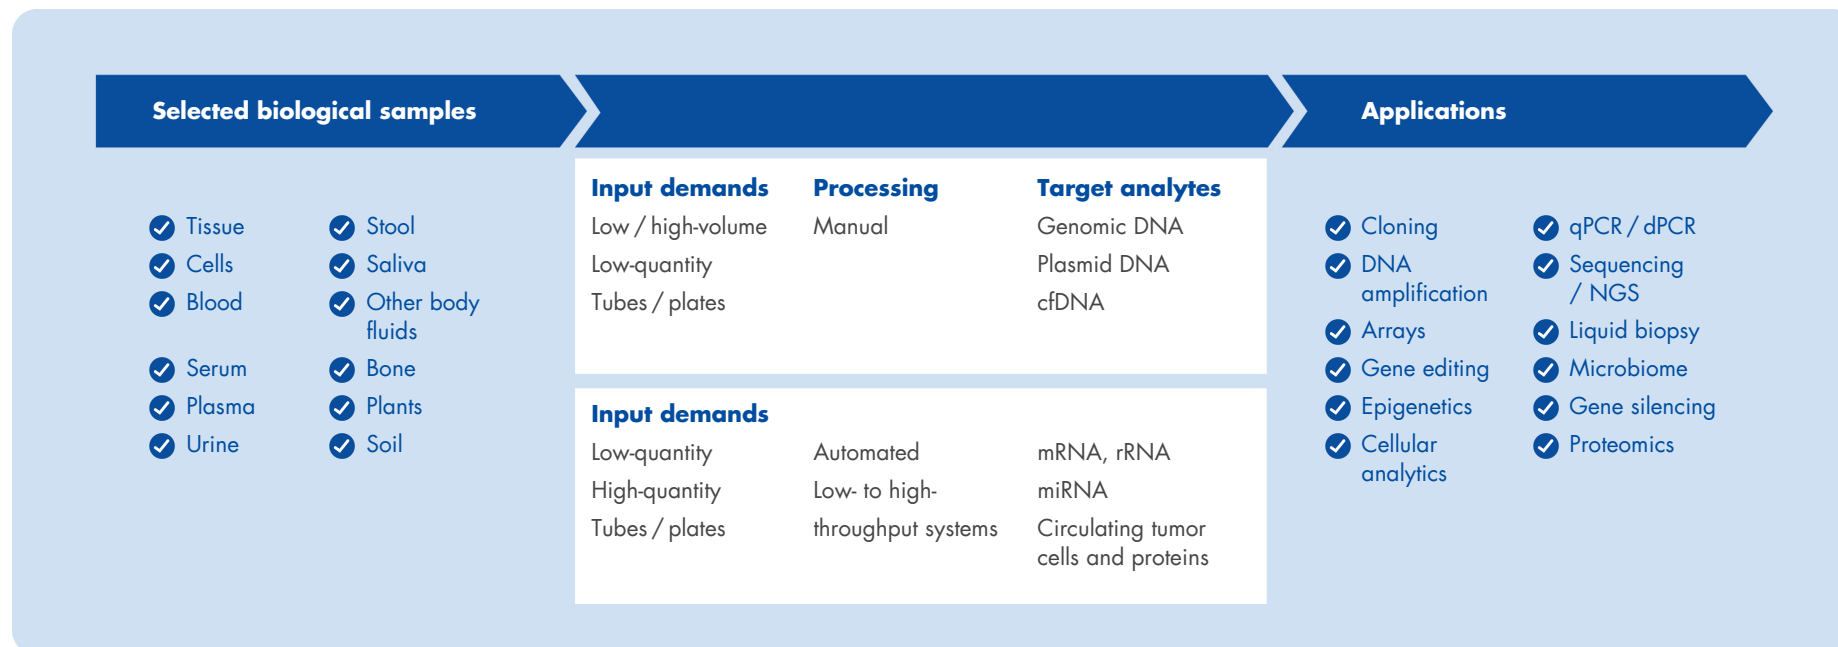 Selected biological samples
Applications
Tissue
Cells
Blood
Serum
Plasma
Urine
Stool
Saliva
Other body
fluids
Bone
Plants
Soil
Input demands
Low / high-volume
Low-quantity
Tubes / plates
Processing
Manual
Target analytes
Genomic DNA
Plasmid DNA
cfDNA
Input demands
Low-quantity
High-quantity
Tubes / plates
Automated
Low- to high-
throughput systems
mRNA, rRNA
miRNA
Circulating tumor
cells and proteins
Cloning
DNA
amplification
Arrays
Gene editing
Epigenetics
Cellular
analytics
qPCR / dPCR
Sequencing
/ NGS
Liquid biopsy
Microbiome
Gene silencing
Proteomics